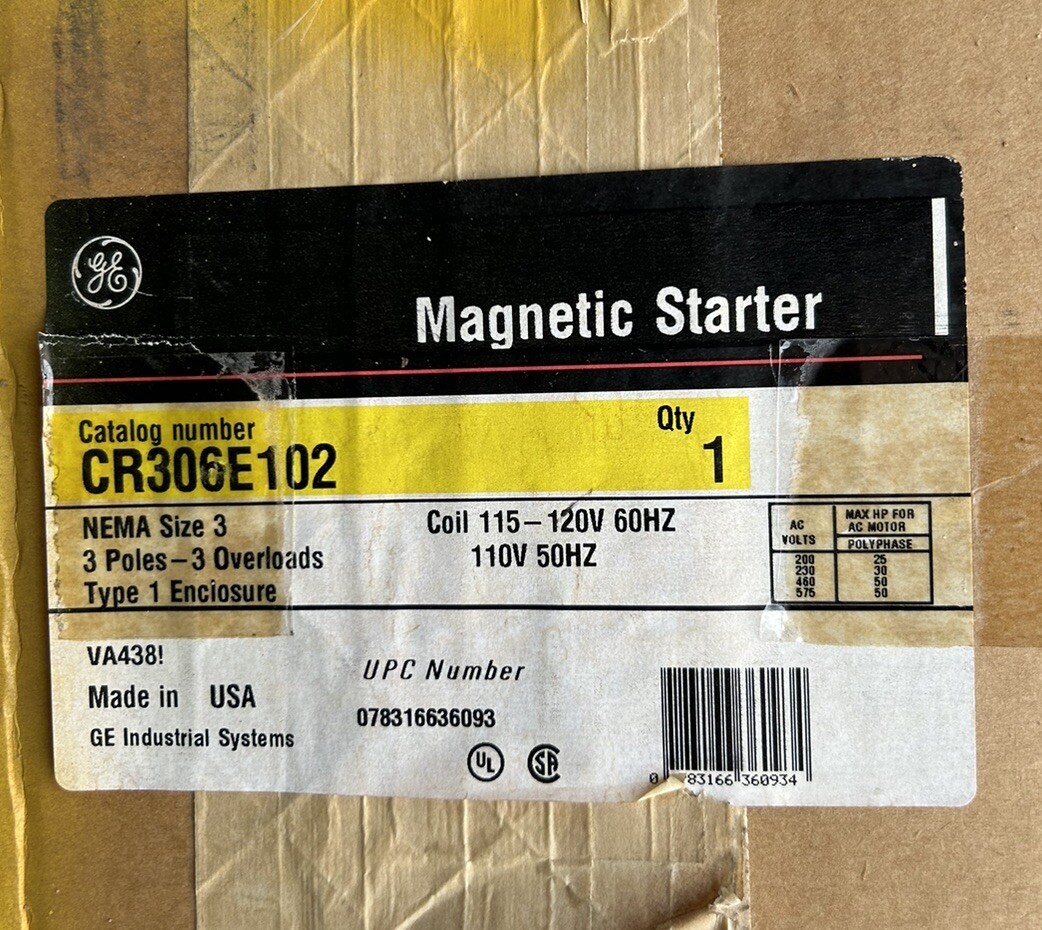 GE
Magnetic Starter
Catalog number
CR306E102
Qty
1
NEMA Size 3
3 Poles-3 Overloads
Type 1 Enciosure
Coil 115-120V 60HZ
110V 50HZ
AC VOLTS
MAX HP FOR
AC MOTOR
POLYPHASE
200 25
230 30
460 50
575 50
VA438!
Made in USA
GE Industrial Systems
UPC Number
078316636093
UL
SA
0 783166 360934